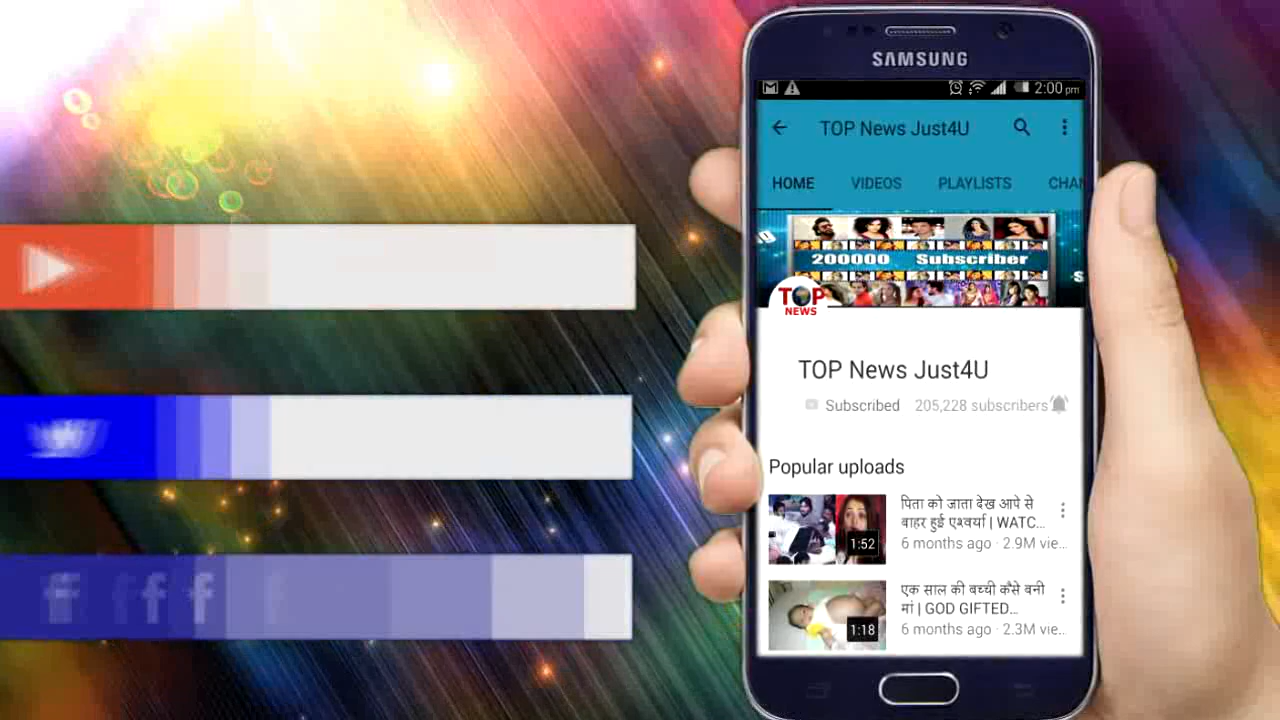 SAMSUNG
2:00 pm
TOP News Just4U
HOME VIDEOS PLAYLISTS CHAN
200000 Subscriber
TOP
NEWS
TOP News Just4U
Subscribed 205,228 subscribers
Popular uploads
पिता को जाता देख आपे से
बाहर हुई एश्वर्या | WATC...
1:52
6 months ago · 2.9M vie...
एक साल की बच्ची कैसे बनी
मां | GOD GIFTED...
1:18
6 months ago · 2.3M vie...